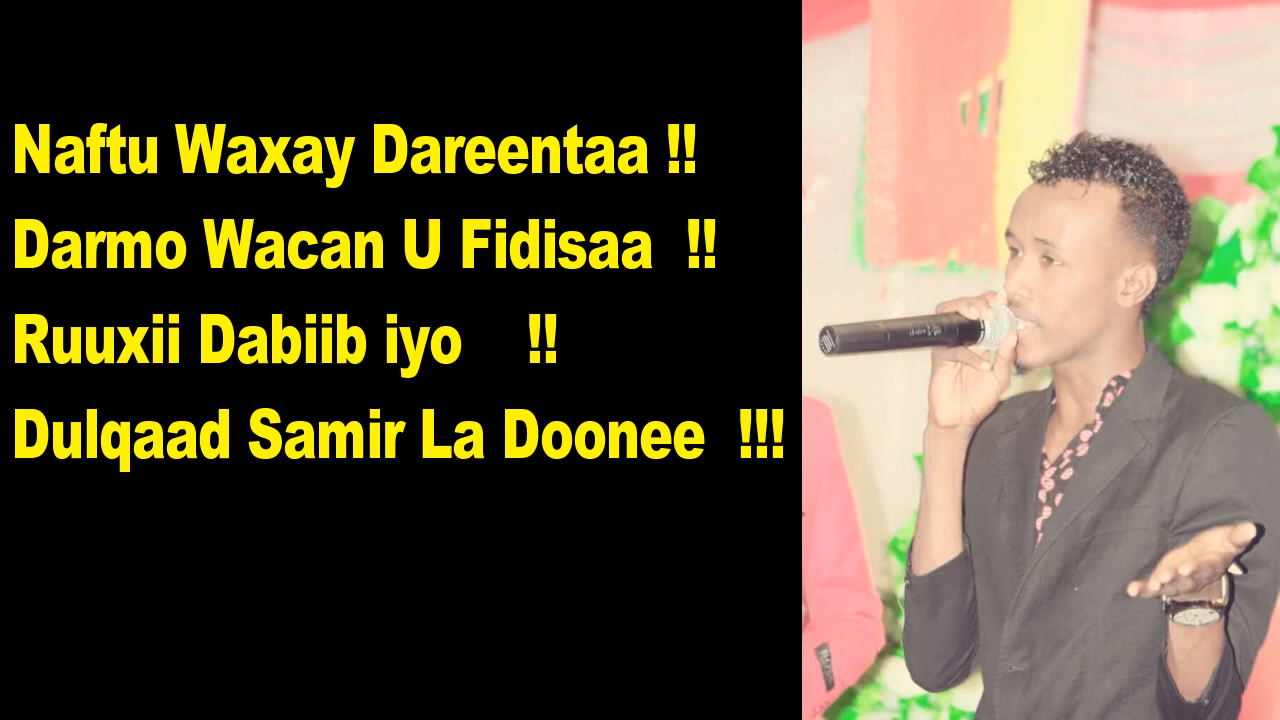 Naftu Waxay Dareentaa !!
Darmo Wacan U Fidisaa !!
Ruuxii Dabiib iyo !!
Dulqaad Samir La Doonee !!!